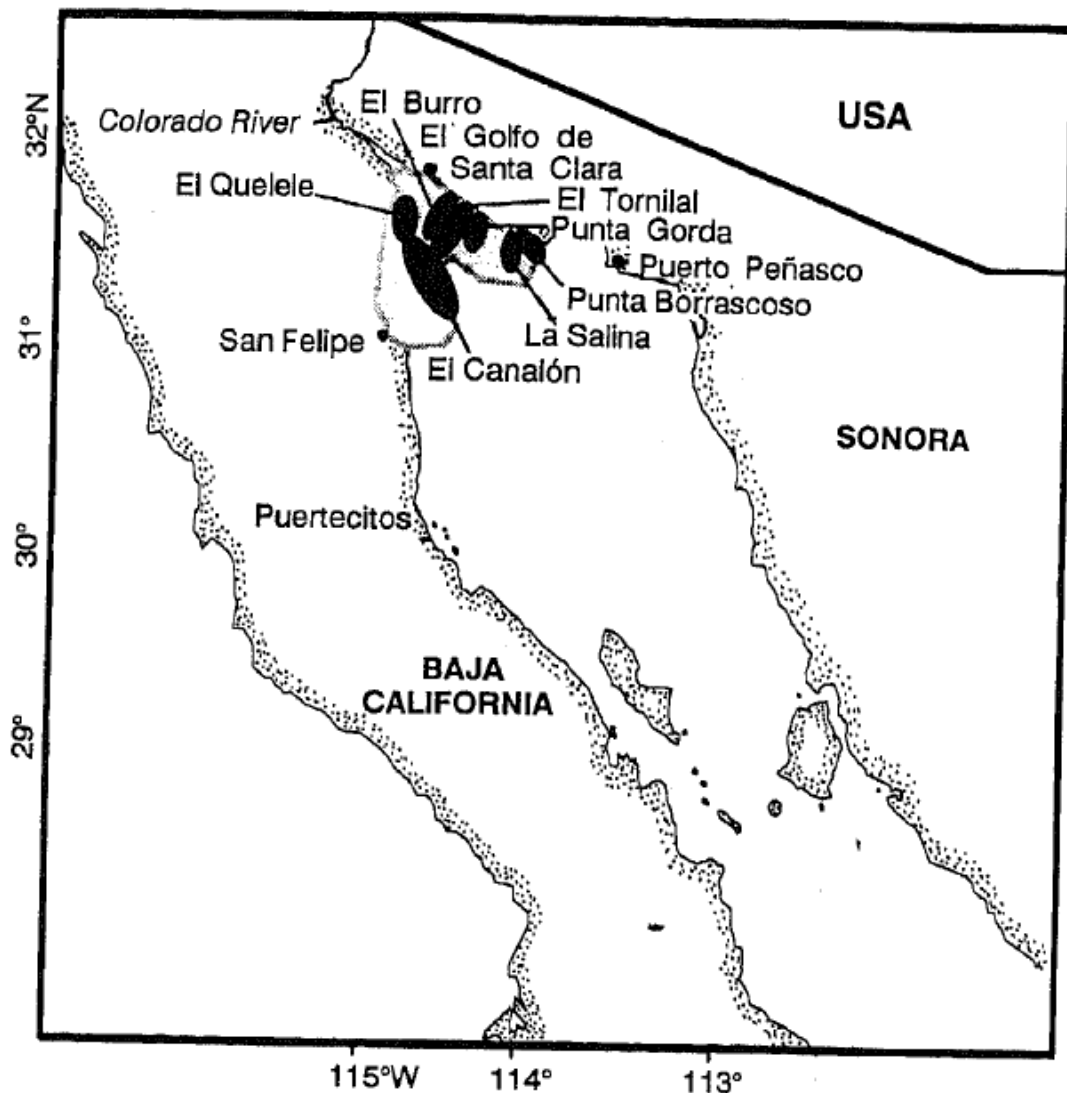 USA
32°N
Colorado River
El Burro
El Golfo de
Santa Clara
El Quelele
El Tornilal
Punta Gorda
Puerto Peñasco
Punta Borrascoso
31°
San Felipe
La Salina
El Canalón
SONORA
30°
Puertecitos
BAJA
CALIFORNIA
29°
115°W
114°
113°